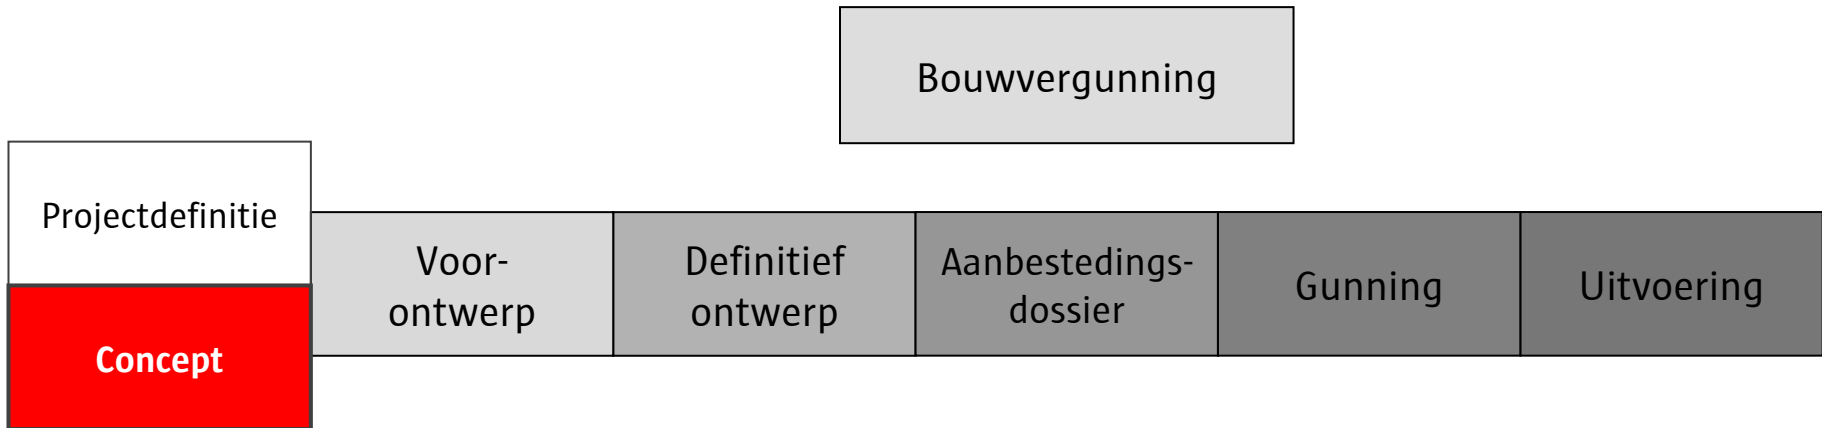 Bouwvergunning
Projectdefinitie
Concept
Voor-
ontwerp
Definitief
ontwerp
Aanbestedings-
dossier
Gunning
Uitvoering